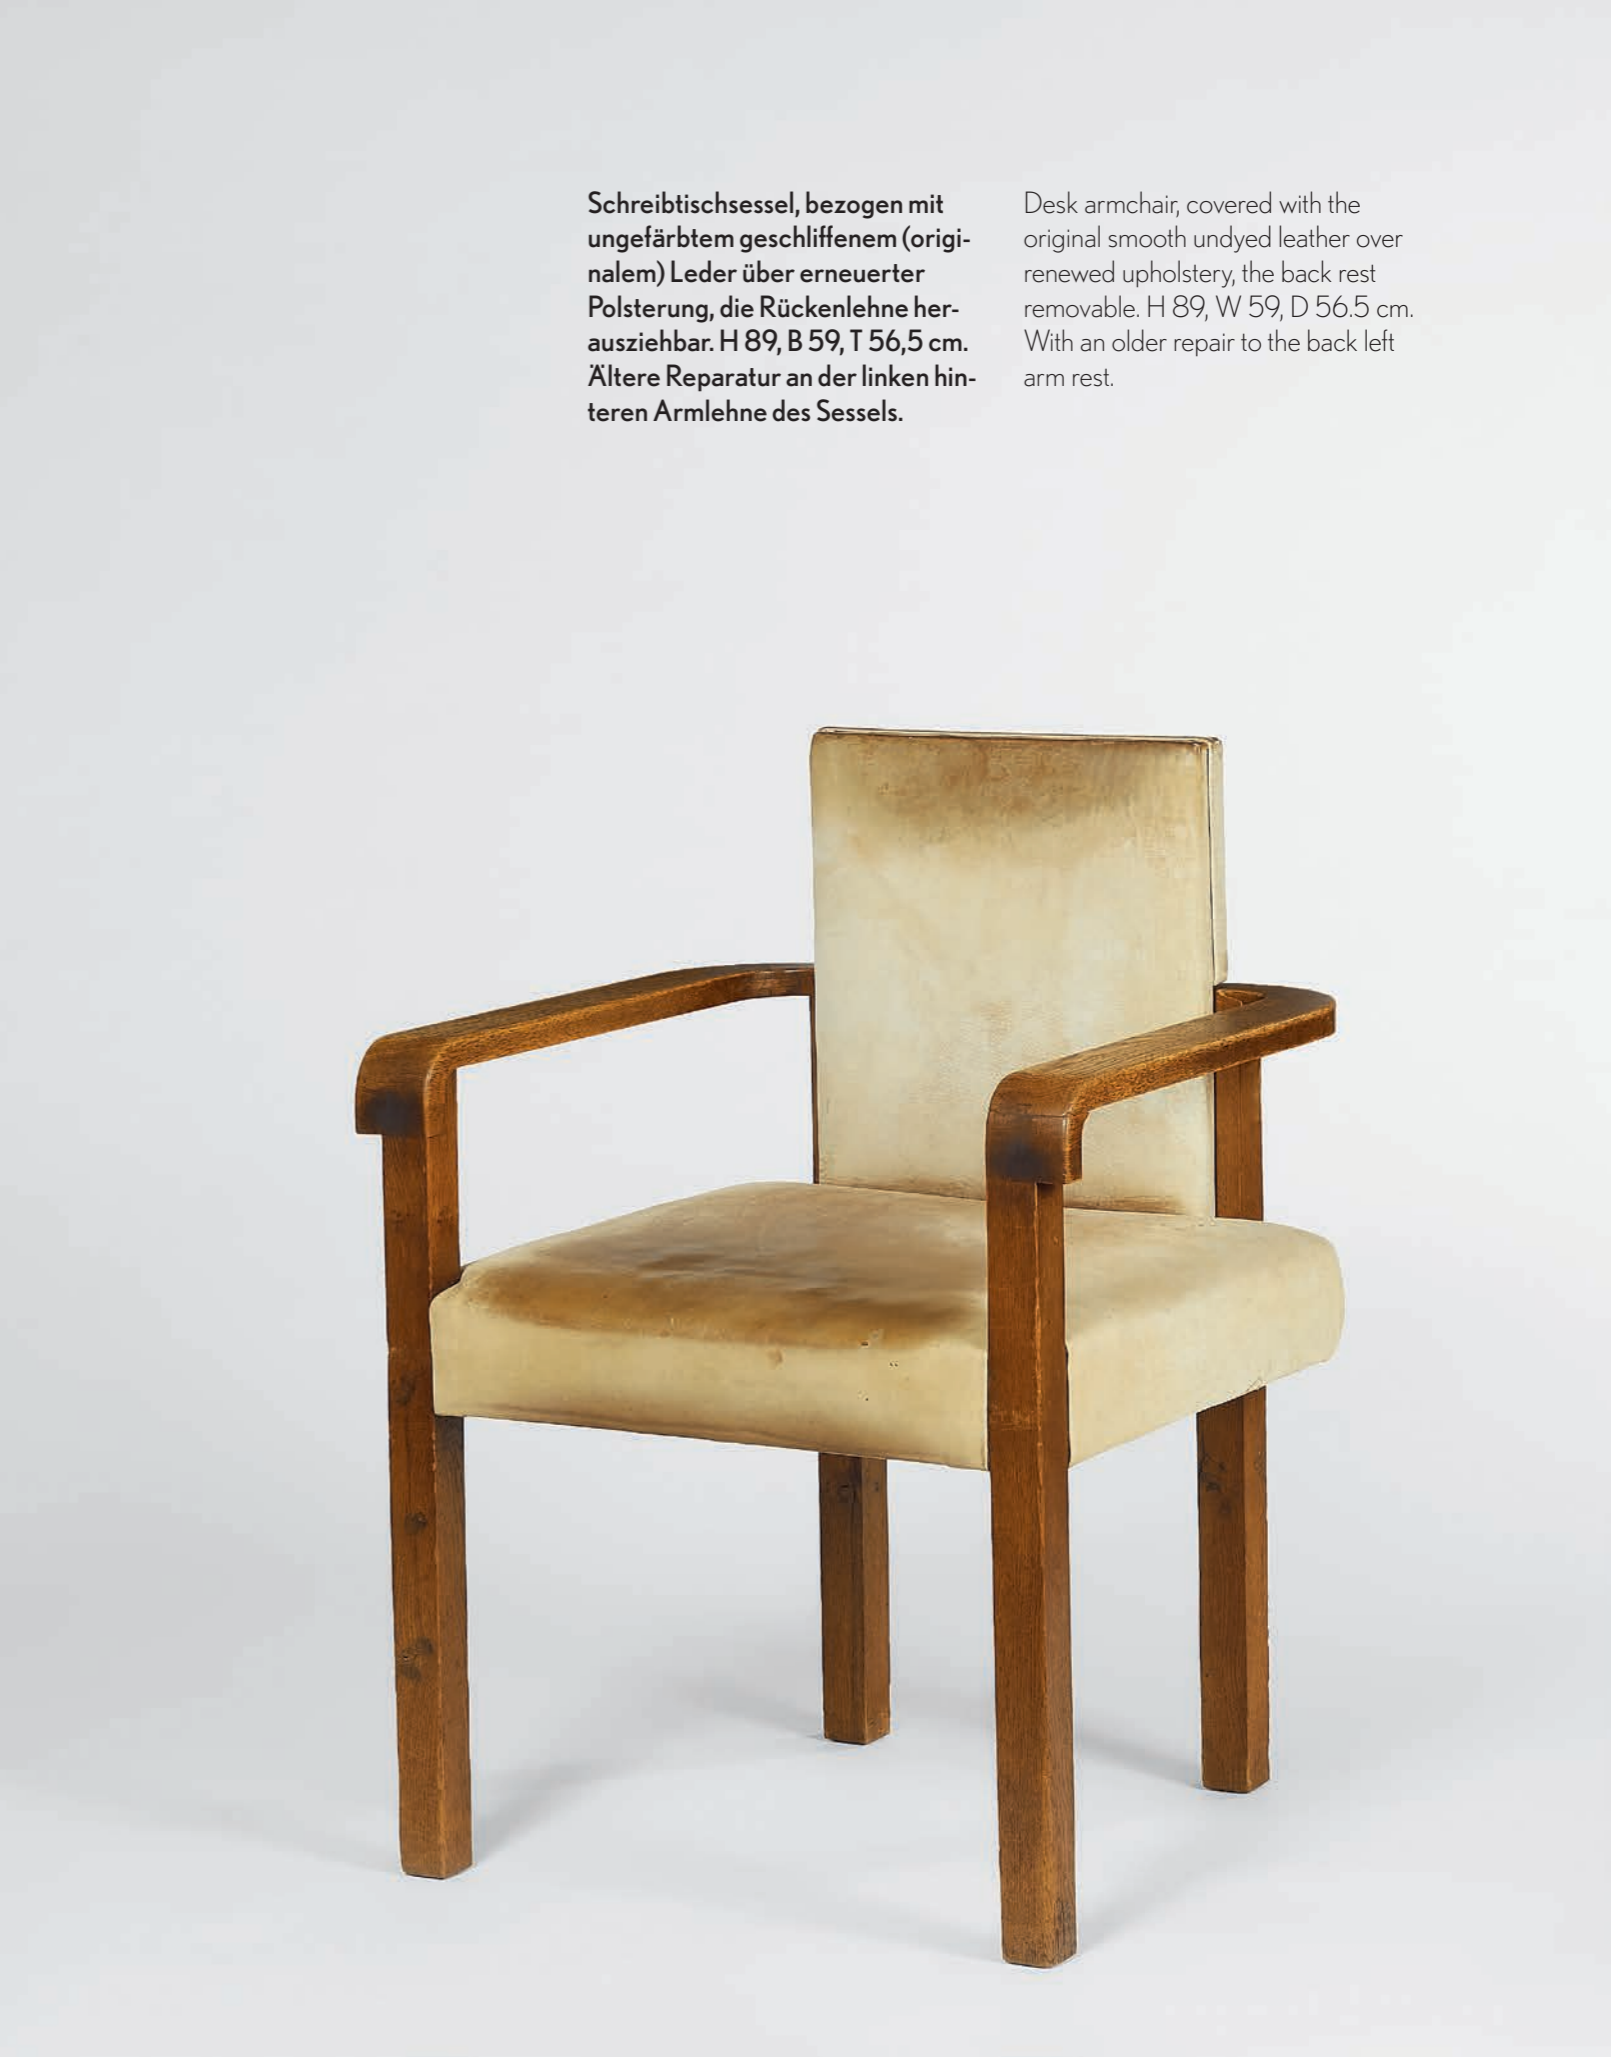 Schreibtischsessel, bezogen mit
ungefärbtem geschliffenem (origi-
nalem) Leder über erneuerter
Polsterung, die Rückenlehne her-
ausziehbar. H 89, B 59, T 56,5 cm.
Ältere Reparatur an der linken hin-
teren Armlehne des Sessels.
Desk armchair, covered with the
original smooth undyed leather over
renewed upholstery, the back rest
removable. H 89, W 59, D 56.5 cm.
With an older repair to the back left
arm rest.